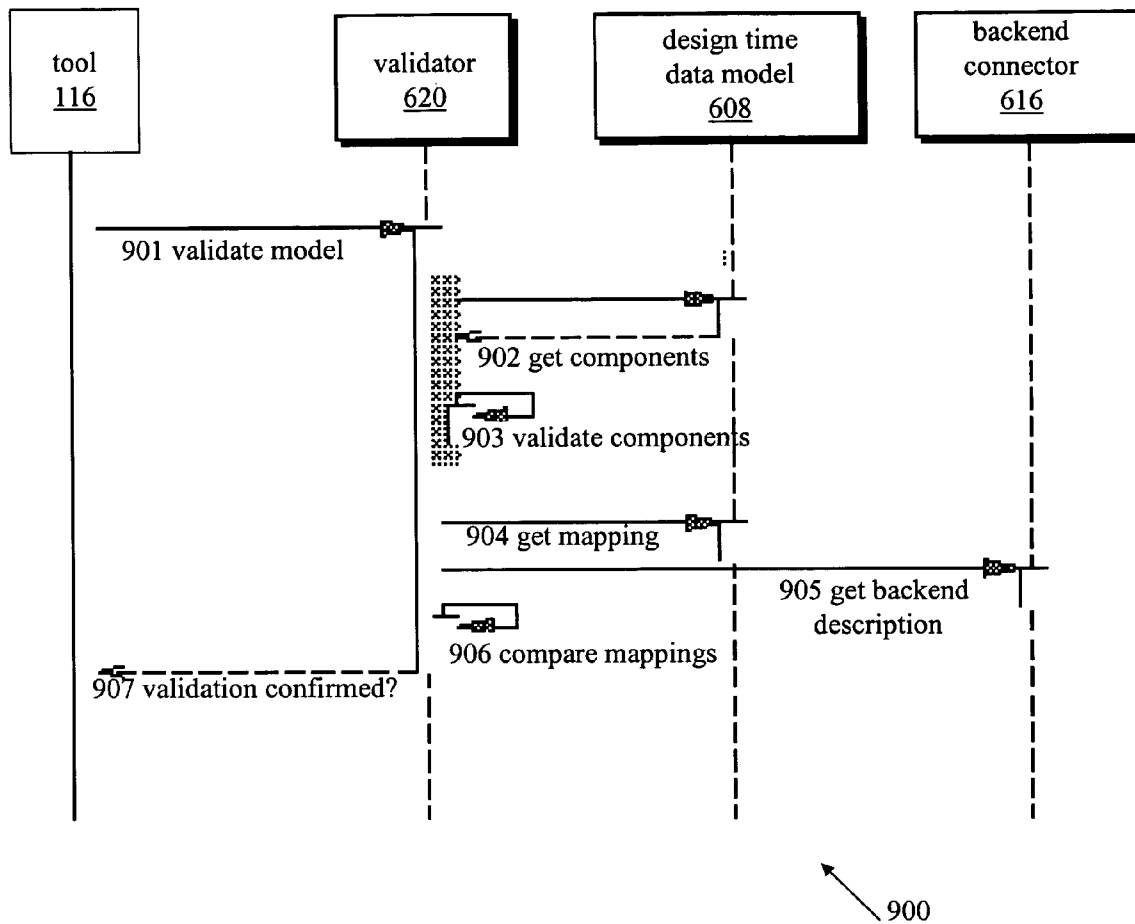 tool
116
validator
620
design time
data model
608
backend
connector
616
901 validate model
902 get components
903 validate components
904 get mapping
905 get backend
description
906 compare mappings
907 validation confirmed?
900